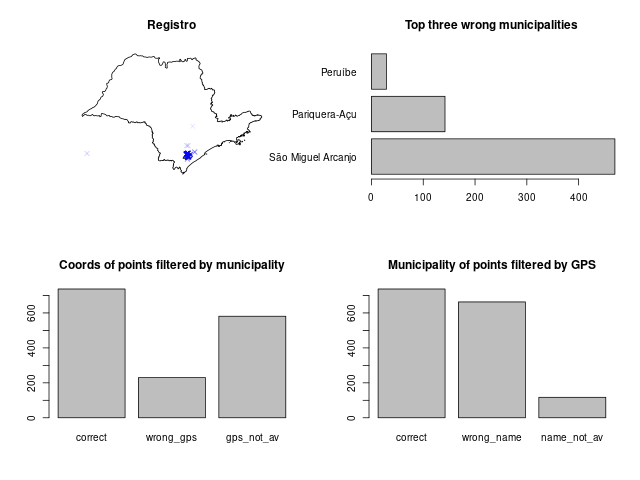 Registro
Top three wrong municipalities
Peruíbe
Pariquera-Açu
São Miguel Arcanjo
0 100 200 300 400
Coords of points filtered by municipality
0 200 400 600
correct wrong_gps gps_not_av
Municipality of points filtered by GPS
0 200 400 600
correct wrong_name name_not_av